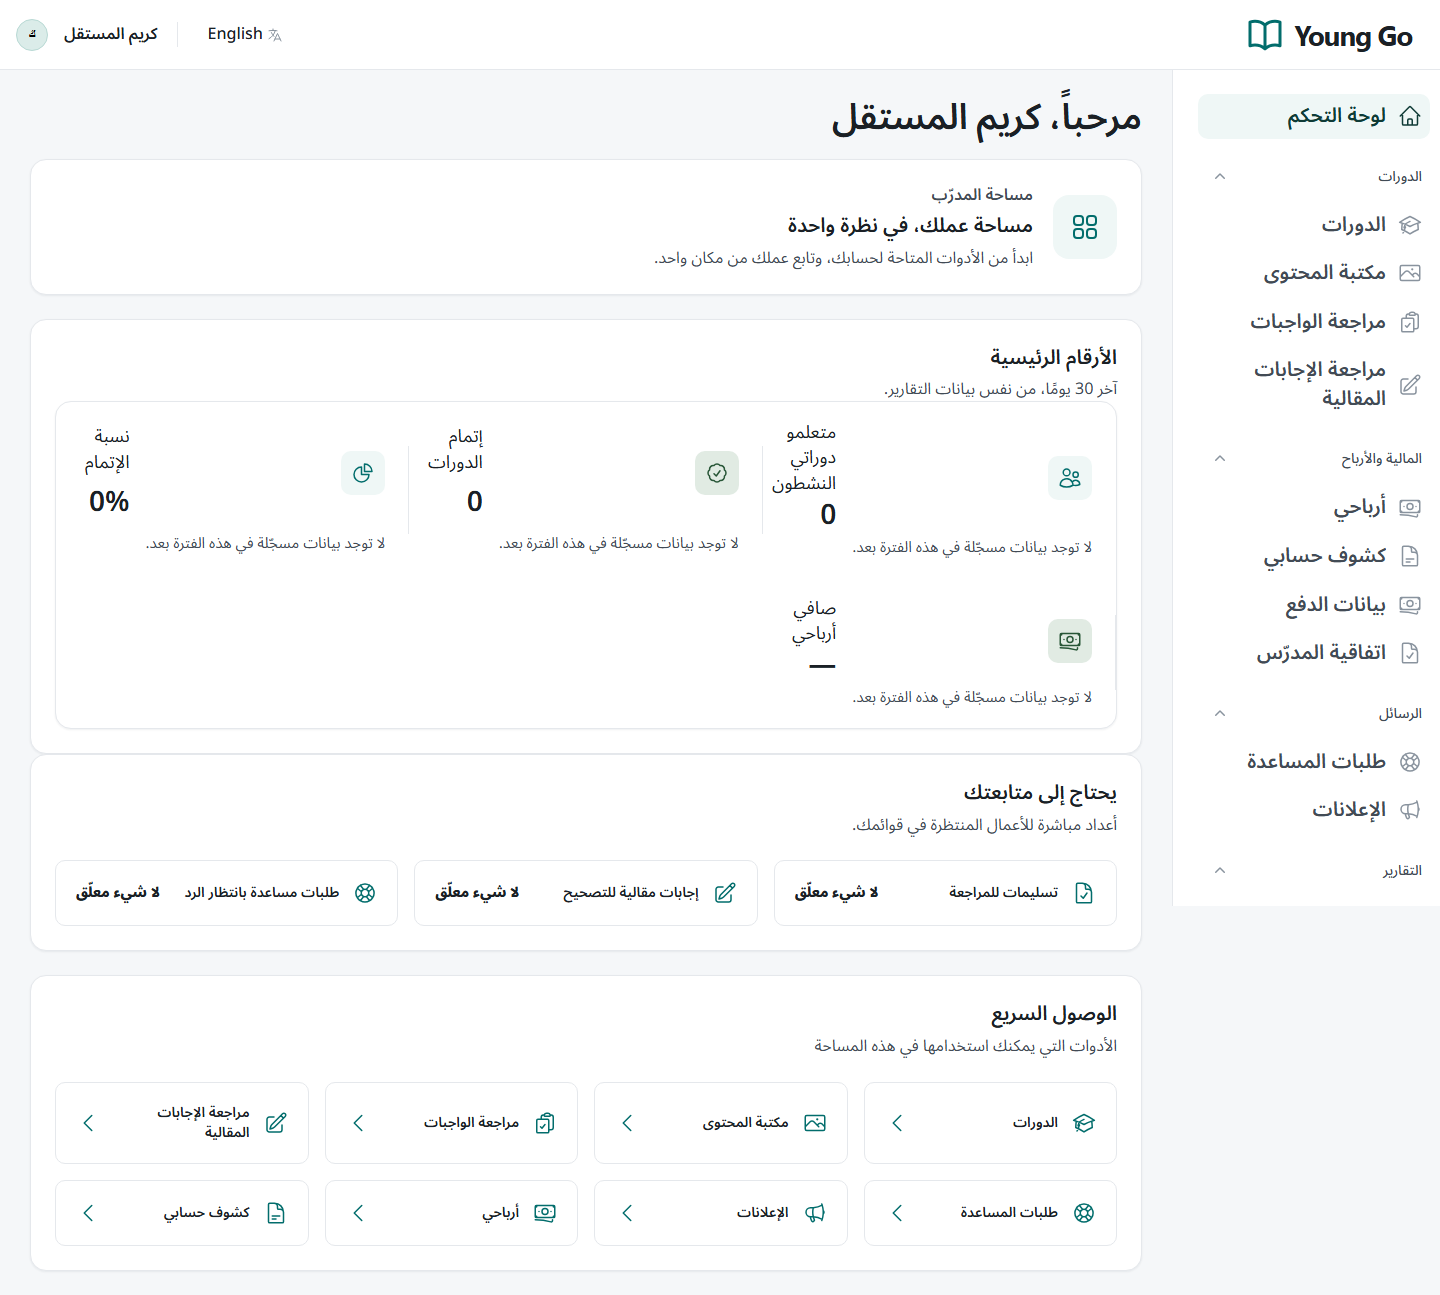 Young Go
English
كريم المستقل
ك
لوحة التحكم
الدورات
الدورات
مكتبة المحتوى
مراجعة الواجبات
مراجعة الإجابات
المقالية
المالية والأرباح
أرباحي
كشوف حسابي
بيانات الدفع
اتفاقية المدرّس
الرسائل
طلبات المساعدة
الإعلانات
التقارير
مرحباً، كريم المستقل
مساحة المدرّب
مساحة عملك، في نظرة واحدة
ابدأ من الأدوات المتاحة لحسابك، وتابع عملك من مكان واحد.
الأرقام الرئيسية
آخر 30 يومًا، من نفس بيانات التقارير.
متعلمو
دوراتي
النشطون
0
لا توجد بيانات مسجّلة في هذه الفترة بعد.
إتمام
الدورات
0
لا توجد بيانات مسجّلة في هذه الفترة بعد.
نسبة
الإتمام
0%
لا توجد بيانات مسجّلة في هذه الفترة بعد.
صافي
أرباحي
—
لا توجد بيانات مسجّلة في هذه الفترة بعد.
يحتاج إلى متابعتك
أعداد مباشرة للأعمال المنتظرة في قوائمك.
تسليمات للمراجعة
لا شيء معلّق
إجابات مقالية للتصحيح
لا شيء معلّق
طلبات مساعدة بانتظار الرد
لا شيء معلّق
الوصول السريع
الأدوات التي يمكنك استخدامها في هذه المساحة
الدورات
مكتبة المحتوى
مراجعة الواجبات
مراجعة الإجابات
المقالية
طلبات المساعدة
الإعلانات
أرباحي
كشوف حسابي